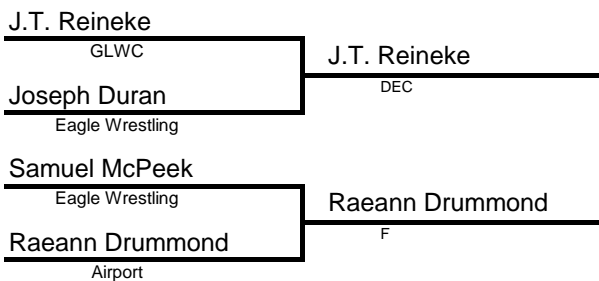 J.T. Reineke
GLWC
J.T. Reineke
DEC
Joseph Duran
Eagle Wrestling
Samuel McPeek
Eagle Wrestling
Raeann Drummond
F
Raeann Drummond
Airport